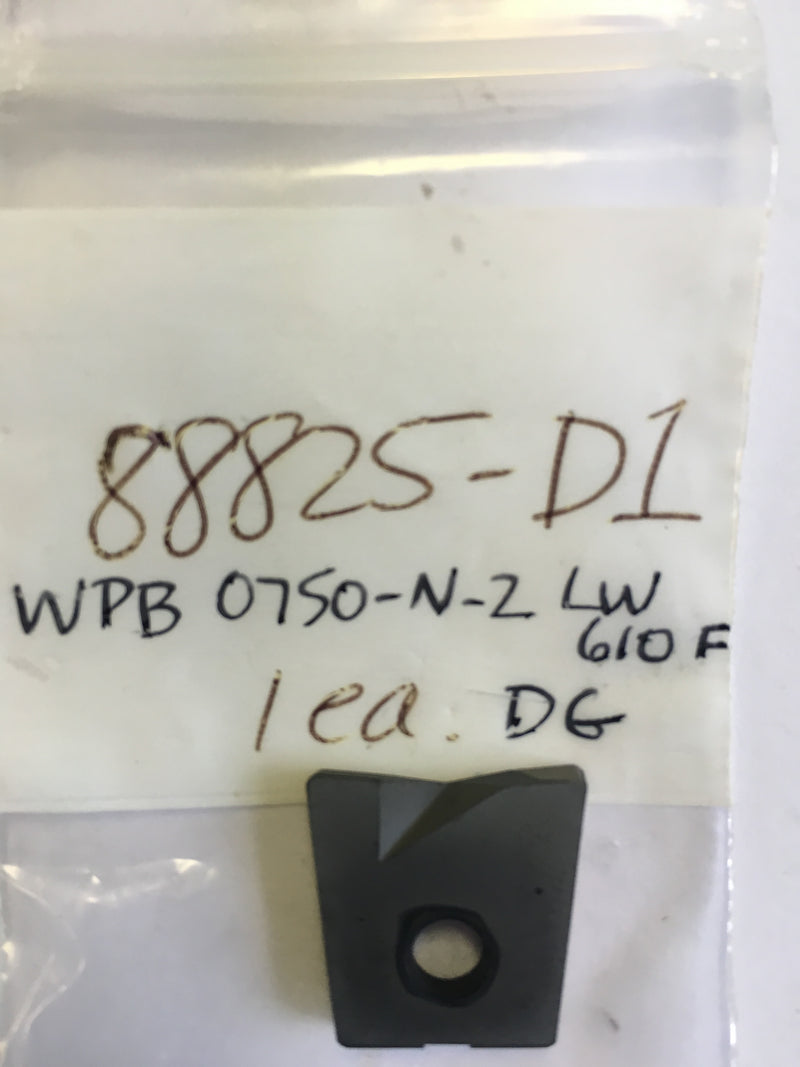 88825-D1
WPB 0750-N-2 LW
610 F
1 ea. DG